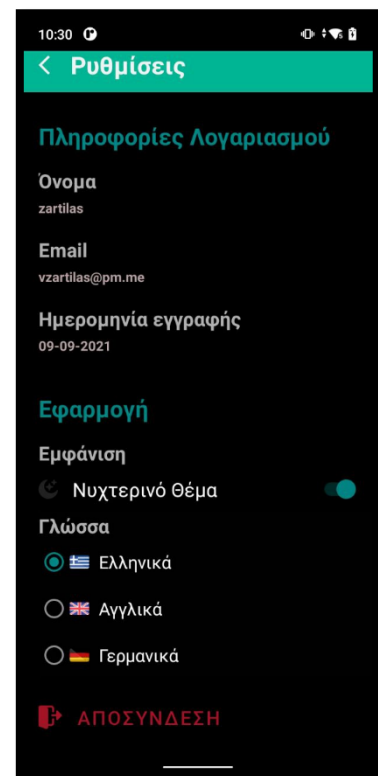 10:30
Ρυθμίσεις
Πληροφορίες Λογαριασμού
Όνομα
zartilas
Email
vzartilas@pm.me
Ημερομηνία εγγραφής
09-09-2021
Εφαρμογή
Εμφάνιση
Νυχτερινό Θέμα
Γλώσσα
Ελληνικά
Αγγλικά
Γερμανικά
ΑΠΟΣΥΝΔΕΣΗ